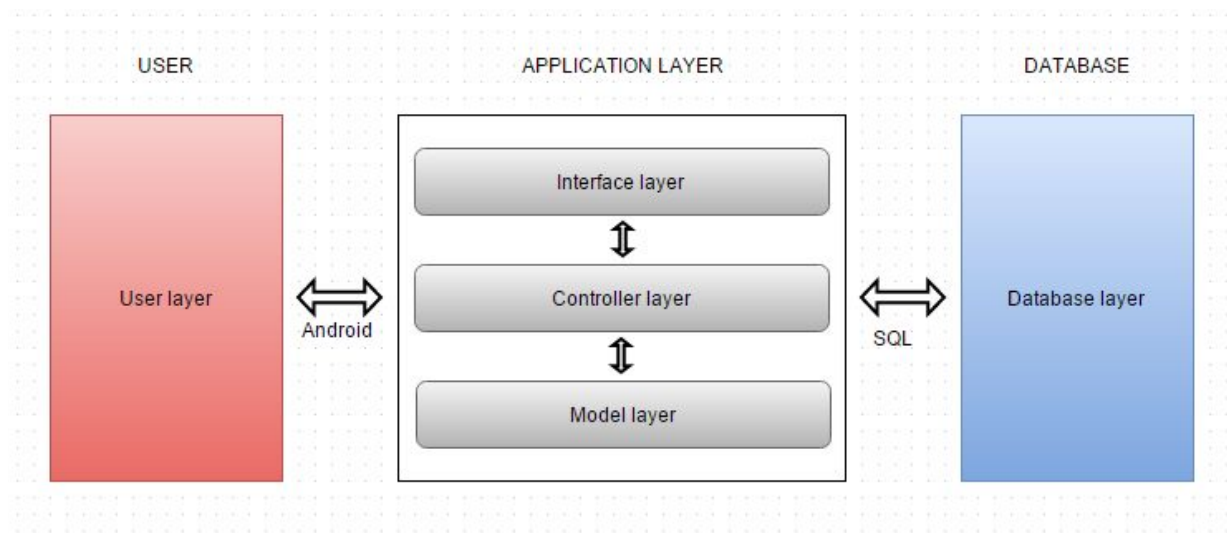 USER
APPLICATION LAYER
DATABASE
Interface layer
User layer
Android
Controller layer
SQL
Database layer
Model layer